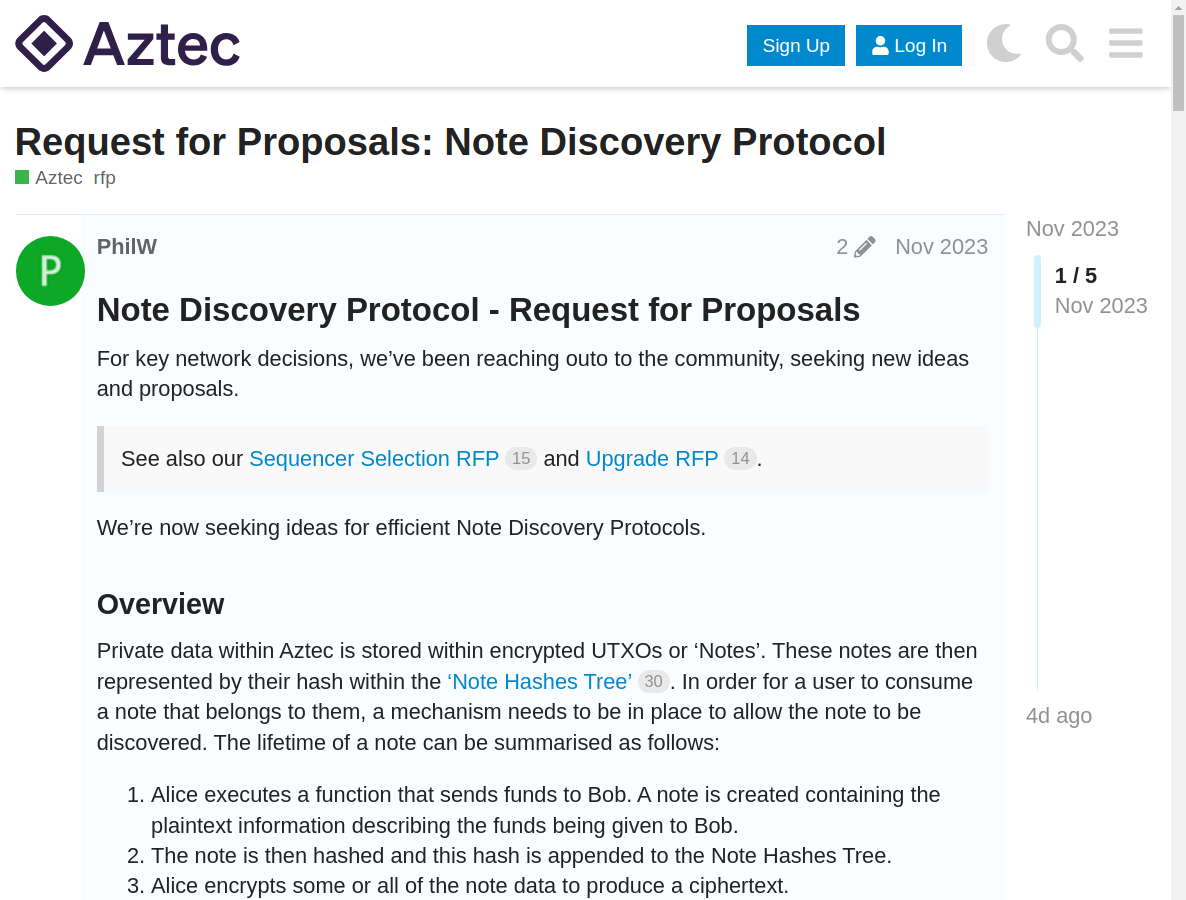 Aztec
Sign Up
Log In
Request for Proposals: Note Discovery Protocol
Aztec rfp
P
PhilW
2
Nov 2023
Nov 2023
1 / 5
Nov 2023
4d ago
Note Discovery Protocol - Request for Proposals
For key network decisions, we’ve been reaching outo to the community, seeking new ideas
and proposals.
See also our Sequencer Selection RFP 15 and Upgrade RFP 14.
We’re now seeking ideas for efficient Note Discovery Protocols.
Overview
Private data within Aztec is stored within encrypted UTXOs or ‘Notes’. These notes are then
represented by their hash within the ‘Note Hashes Tree’ 30. In order for a user to consume
a note that belongs to them, a mechanism needs to be in place to allow the note to be
discovered. The lifetime of a note can be summarised as follows:
1. Alice executes a function that sends funds to Bob. A note is created containing the
plaintext information describing the funds being given to Bob.
2. The note is then hashed and this hash is appended to the Note Hashes Tree.
3. Alice encrypts some or all of the note data to produce a ciphertext.